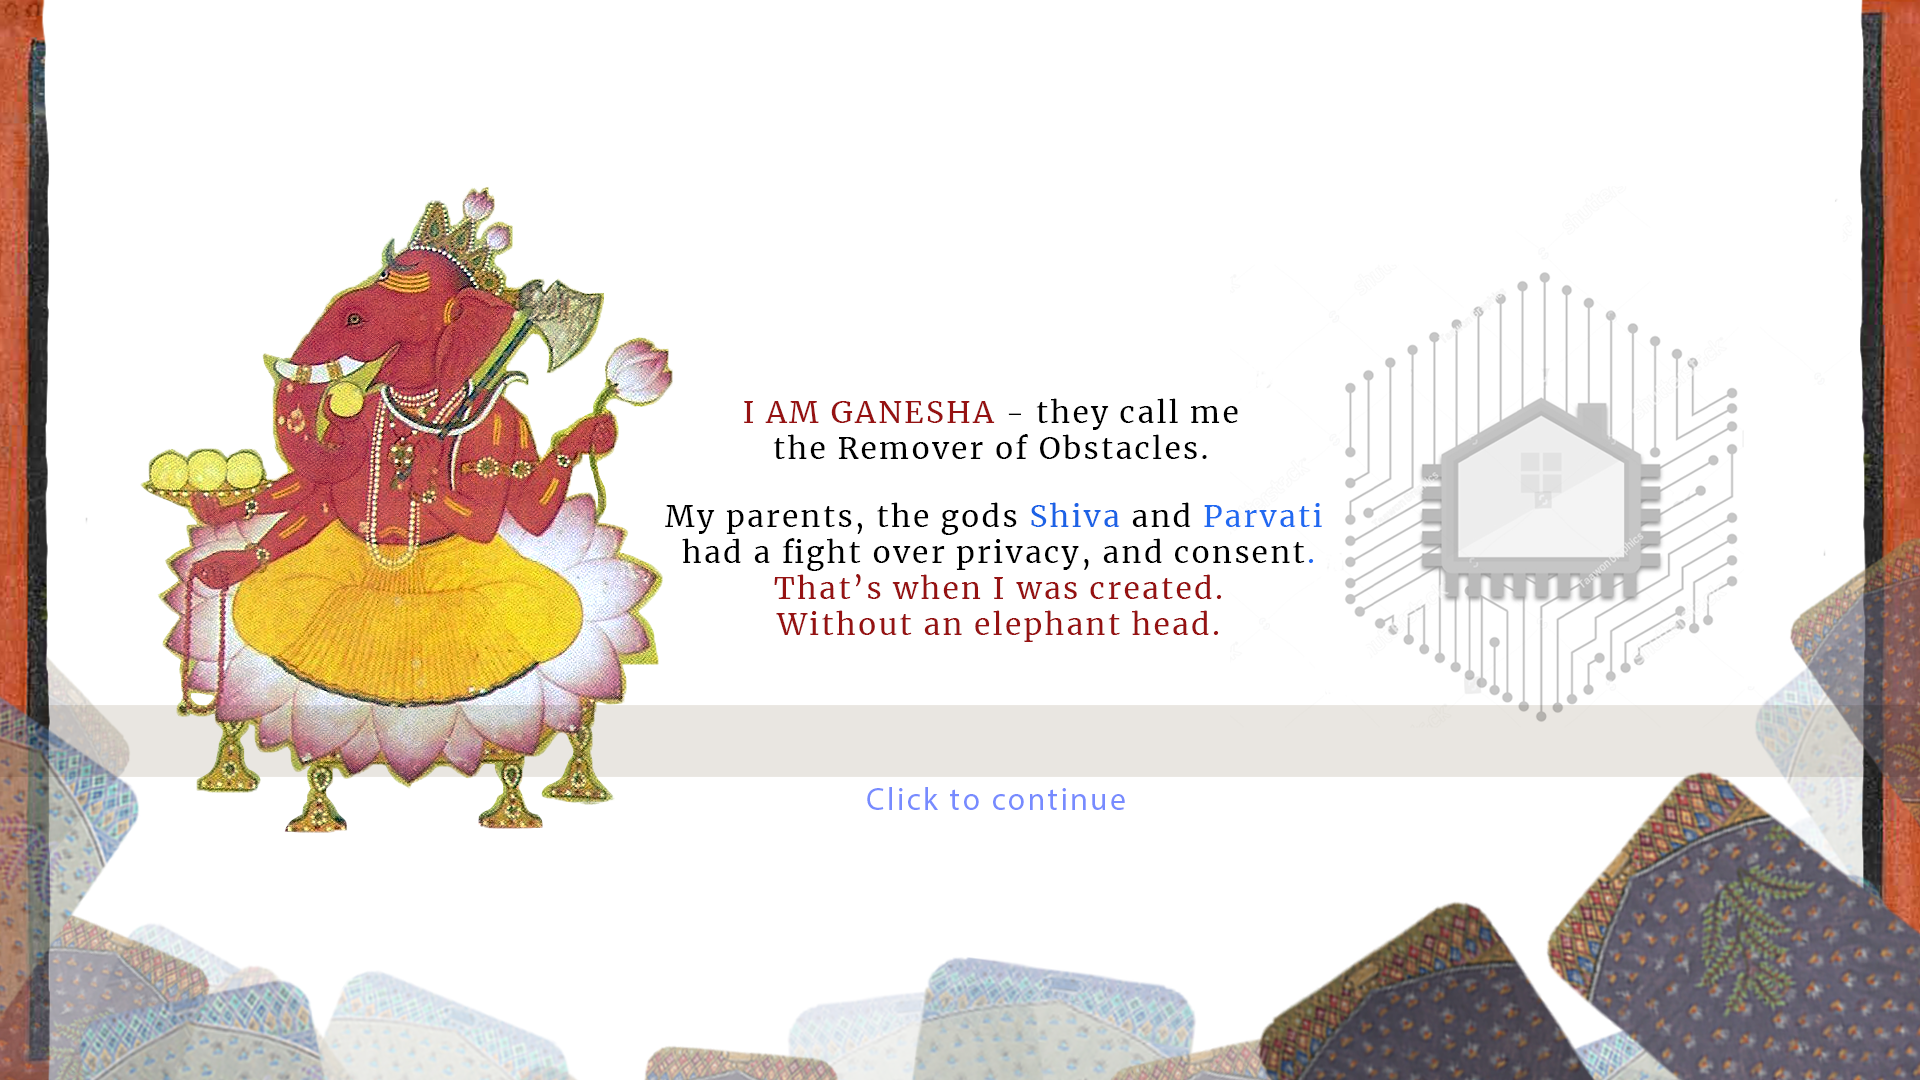 I AM GANESHA – they call me
the Remover of Obstacles.
My parents, the gods Shiva and Parvati
had a fight over privacy, and consent.
That’s when I was created.
Without an elephant head.
Click to continue